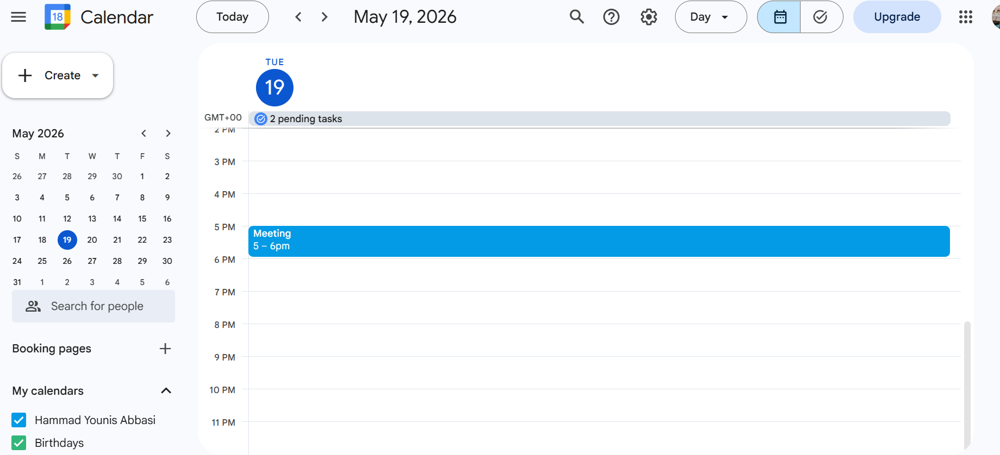 18 Calendar
Today
May 19, 2026
Day
Upgrade
Create
May 2026
S M T W T F S
26 27 28 29 30 1 2
3 4 5 6 7 8 9
10 11 12 13 14 15 16
17 18 19 20 21 22 23
24 25 26 27 28 29 30
31 1 2 3 4 5 6
Search for people
Booking pages
My calendars
Hammad Younis Abbasi
Birthdays
TUE
19
GMT+00
2 pending tasks
2 PM
3 PM
4 PM
5 PM
Meeting
5 – 6pm
6 PM
7 PM
8 PM
9 PM
10 PM
11 PM